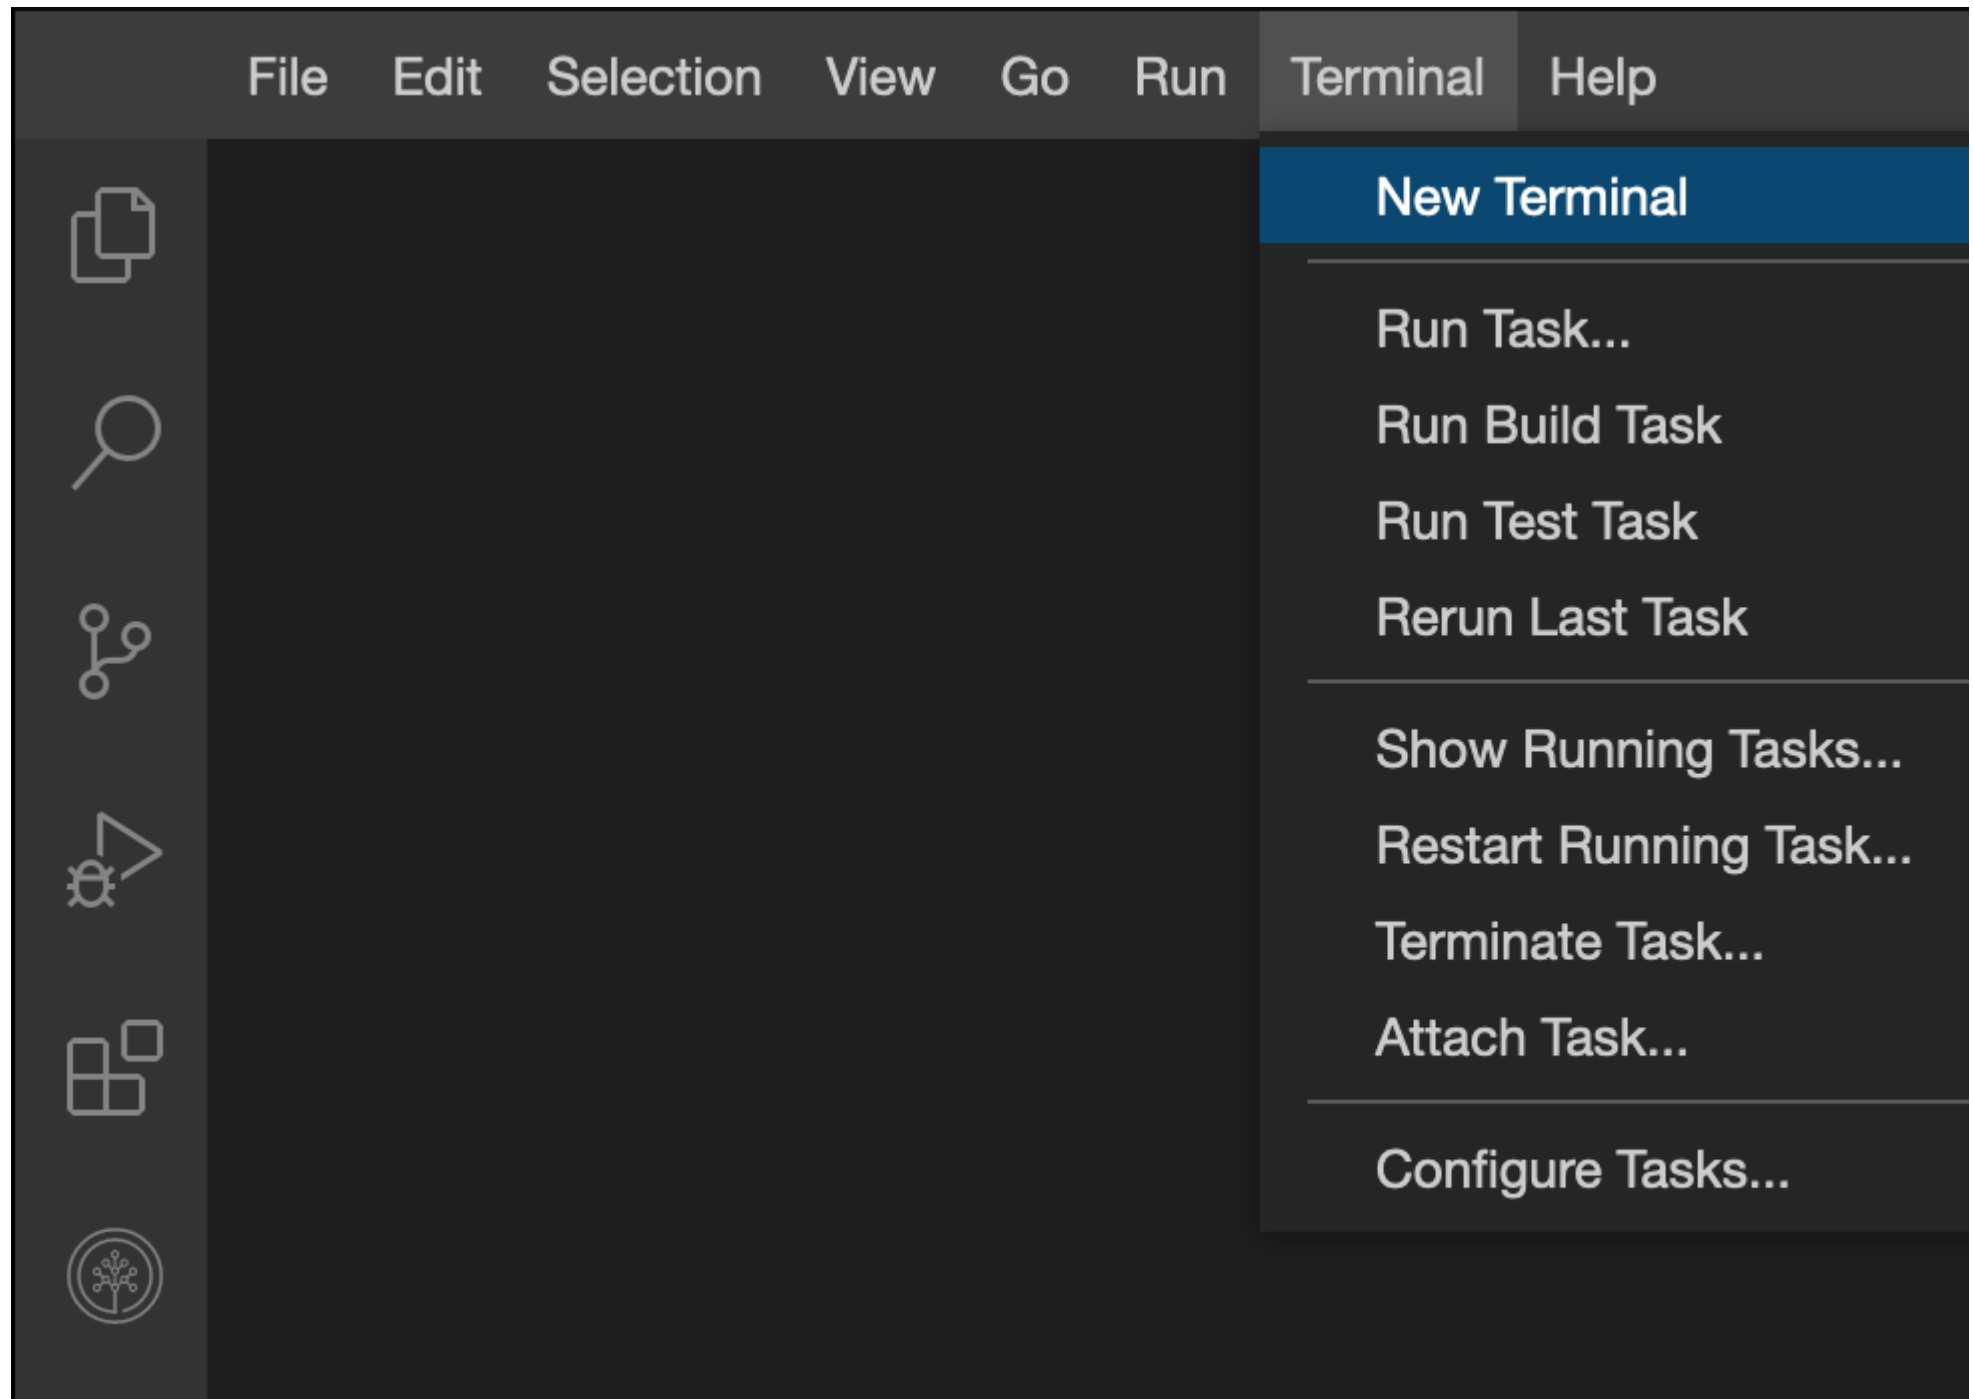 File Edit Selection View Go Run Terminal Help
New Terminal
Run Task...
Run Build Task
Run Test Task
Rerun Last Task
Show Running Tasks...
Restart Running Task...
Terminate Task...
Attach Task...
Configure Tasks...